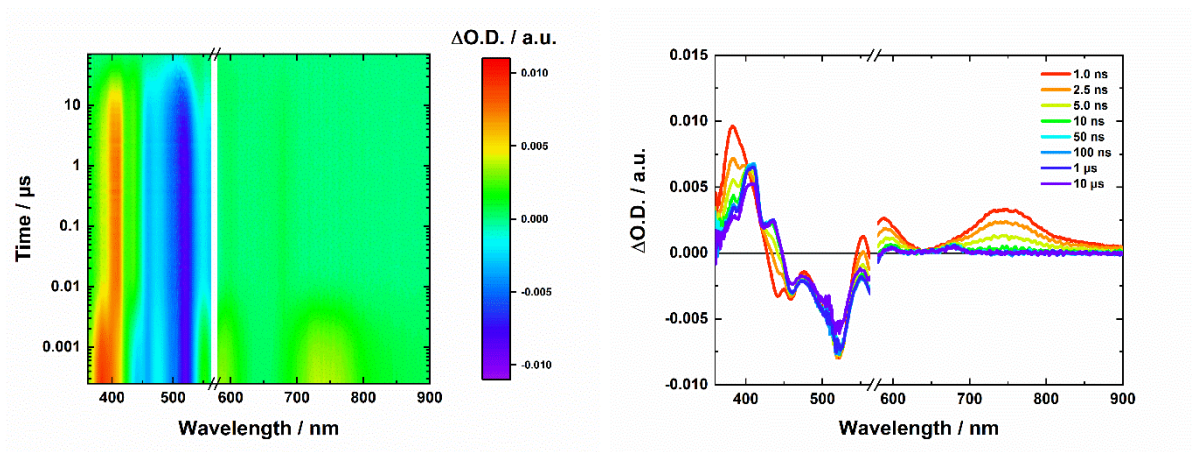 ΔO.D. / a.u.
10
1
0.1
0.01
0.001
Time / µs
400
500
600
700
800
900
Wavelength / nm
0.010
0.005
0.000
-0.005
-0.010
0.015
0.010
0.005
0.000
-0.005
-0.010
ΔO.D. / a.u.
1.0 ns
2.5 ns
5.0 ns
10 ns
50 ns
100 ns
1 µs
10 µs
400
500
600
700
800
900
Wavelength / nm